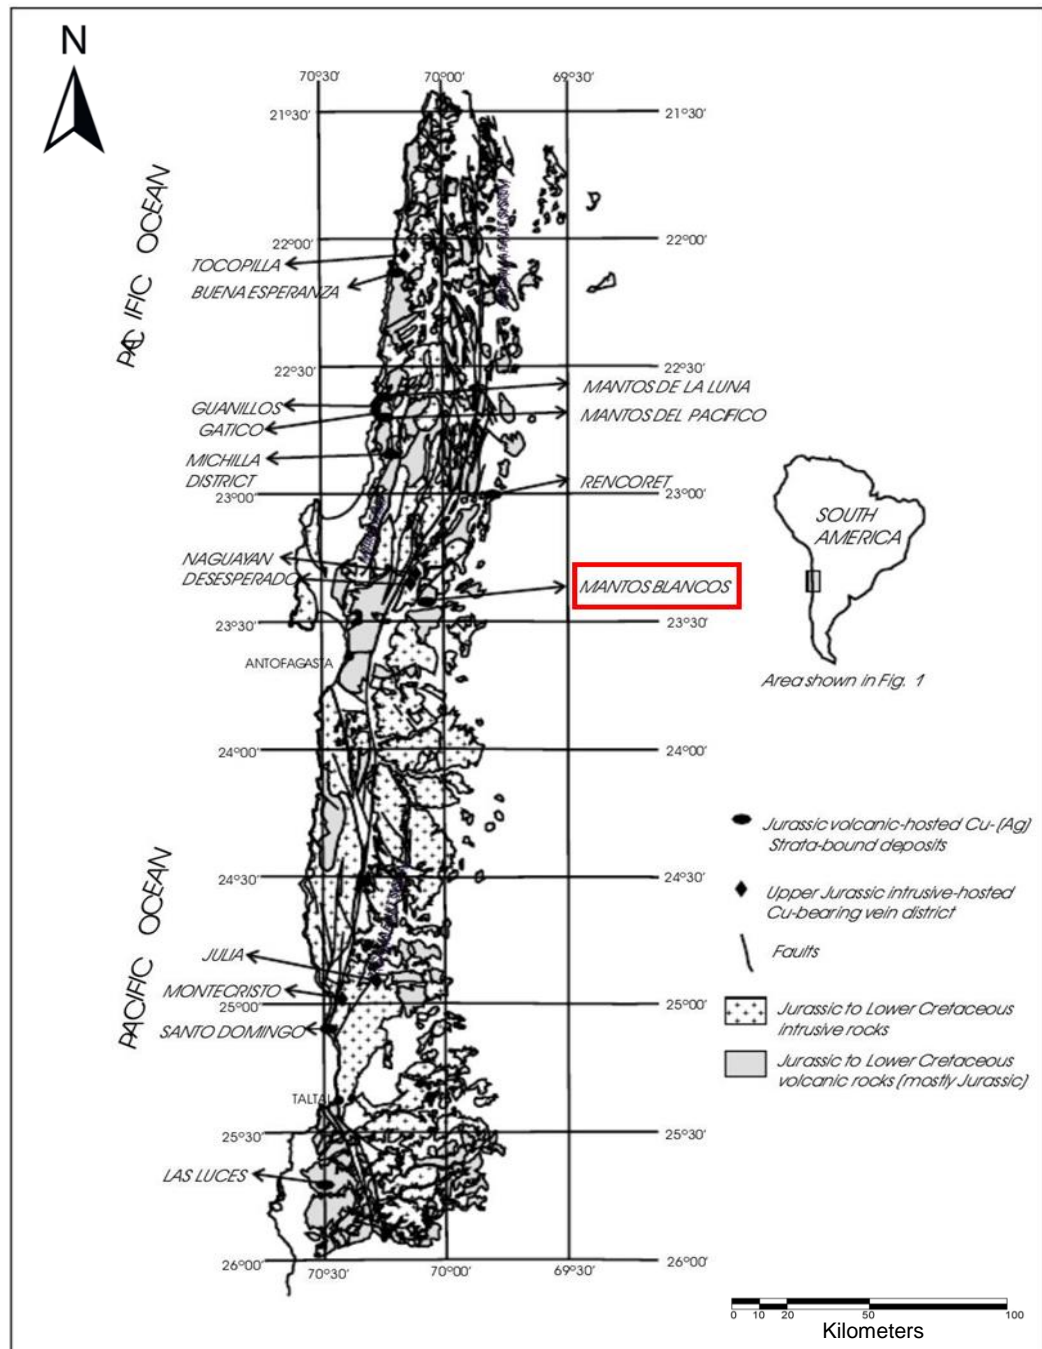 N
70°30'
70°00'
69°30'
21°30'
21°30'
PACIFIC OCEAN
22°00'
22°00'
TOCOPILLA
BUENA ESPERANZA
22°30'
22°30'
MANTOS DE LA LUNA
GUANILLOS
MANTOS DEL PACIFICO
GATICO
MICHILLA
DISTRICT
RENCORET
23°00'
23°00'
SOUTH
AMERICA
NAGUAYAN
DESESPERADO
MANTOS BLANCOS
23°30'
23°30'
ANTOFAGASTA
Area shown in Fig. 1
24°00'
24°00'
Jurassic volcanic-hosted Cu-(Ag)
Strata-bound deposits
PACIFIC OCEAN
24°30'
24°30'
Upper Jurassic intrusive-hosted
Cu-bearing vein district
Faults
JULIA
MONTECRISTO
25°00'
25°00'
Jurassic to Lower Cretaceous
intrusive rocks
SANTO DOMINGO
Jurassic to Lower Cretaceous
volcanic rocks (mostly Jurassic)
TALTAL
25°30'
25°30'
LAS LUCES
26°00'
26°00'
70°30'
70°00'
69°30'
0 10 20 50 100
Kilometers